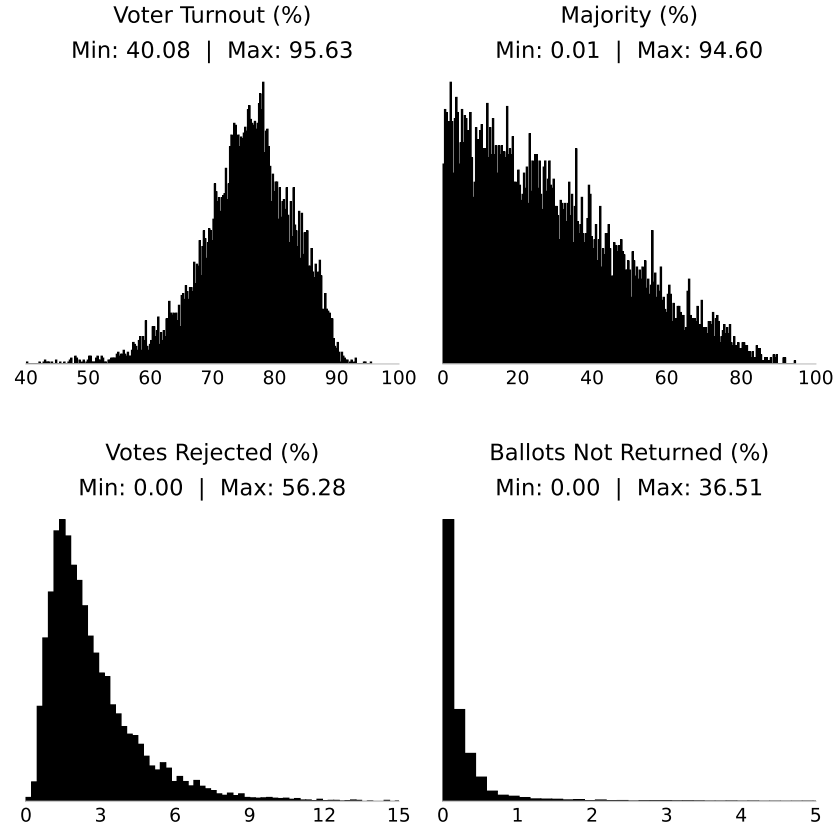 Voter Turnout (%)
Min: 40.08 | Max: 95.63
40 50 60 70 80 90 100
Majority (%)
Min: 0.01 | Max: 94.60
0 20 40 60 80 100
Votes Rejected (%)
Min: 0.00 | Max: 56.28
0 3 6 9 12 15
Ballots Not Returned (%)
Min: 0.00 | Max: 36.51
0 1 2 3 4 5